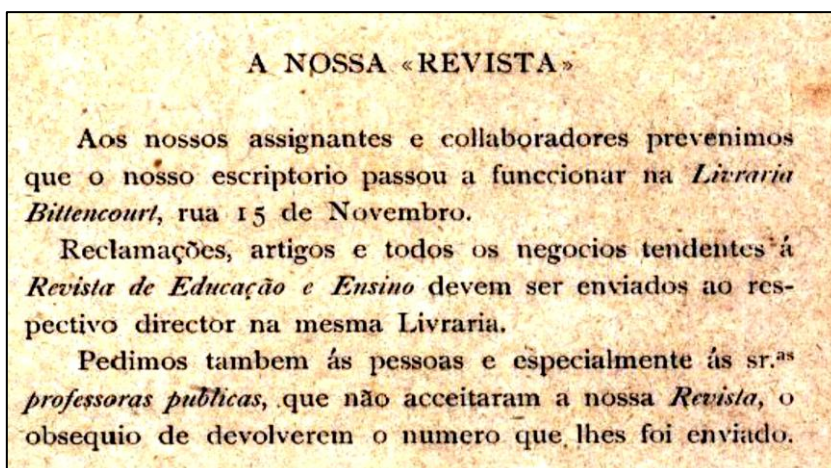 A NOSSA «REVISTA»
Aos nossos assignantes e collaboradores prevenimos
que o nosso escriptorio passou a funccionar na Livraria
Bittencourt, rua 15 de Novembro.
Reclamações, artigos e todos os negocios tendentes á
Revista de Educação e Ensino devem ser enviados ao res-
pectivo director na mesma Livraria.
Pedimos tambem ás pessoas e especialmente ás sr.as
professoras publicas, que não acceitaram a nossa Revista, o
obsequio de devolverem o numero que lhes foi enviado.